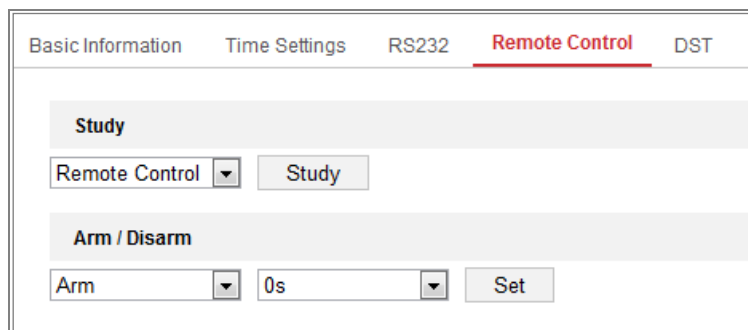 Basic Information Time Settings RS232 Remote Control DST
Study
Remote Control Study
Arm / Disarm
Arm 0s Set